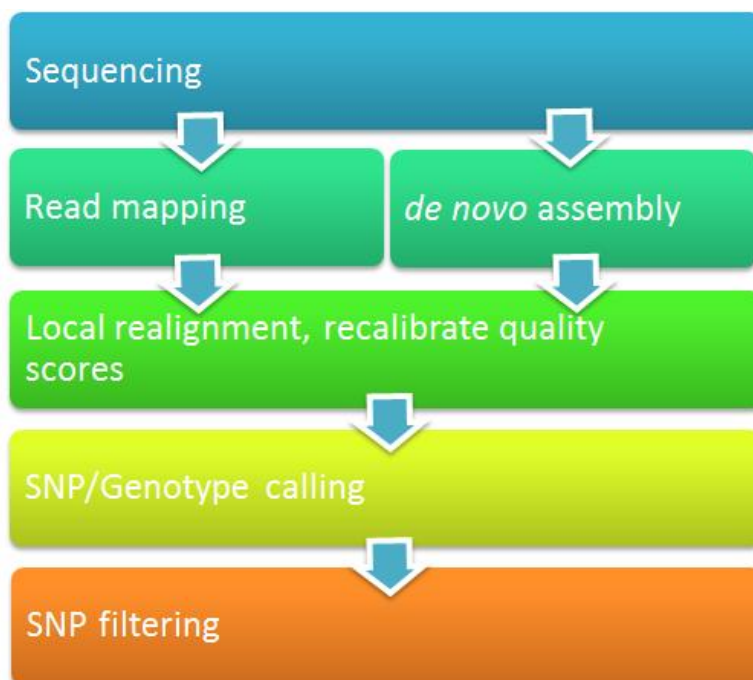 Sequencing
Read mapping
de novo assembly
Local realignment, recalibrate quality
scores
SNP/Genotype calling
SNP filtering